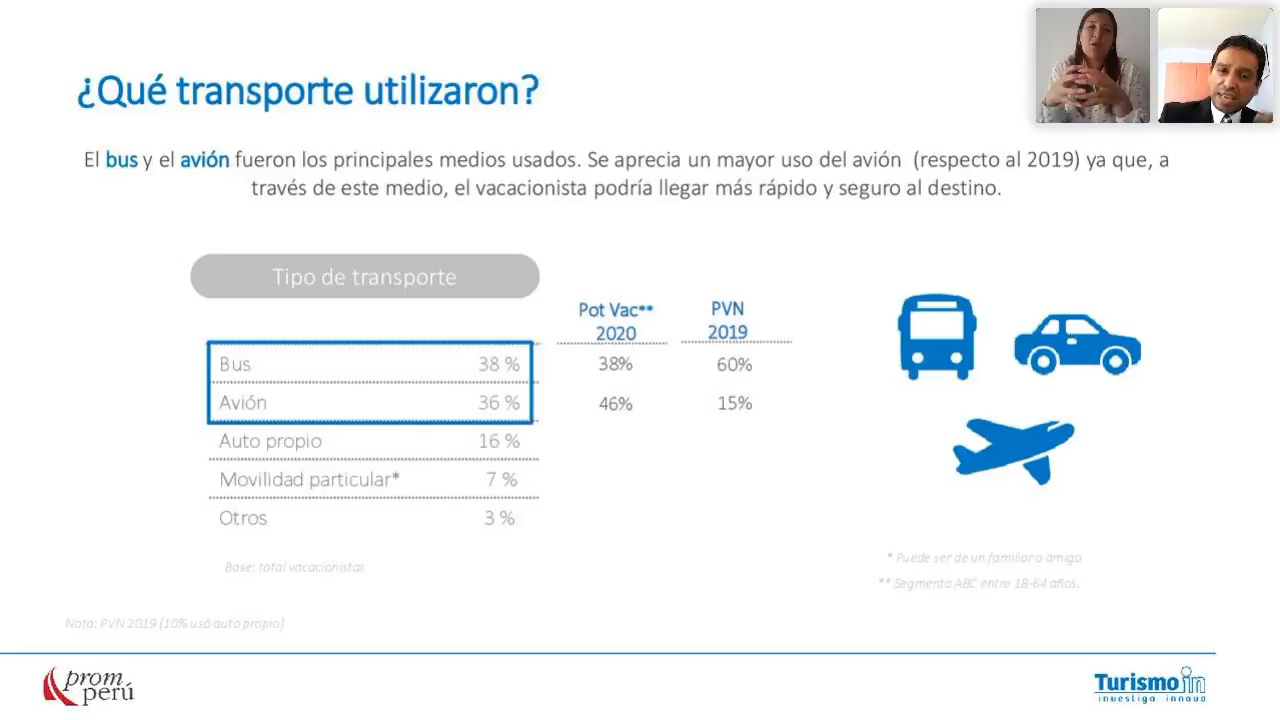 ¿Qué transporte utilizaron?
El bus y el avión fueron los principales medios usados. Se aprecia un mayor uso del avión (respecto al 2019) ya que, a
través de este medio, el vacacionista podría llegar más rápido y seguro al destino.
Tipo de transporte
Pot Vac** PVN
2020 2019
Bus 38 % 38% 60%
Avión 36 % 46% 15%
Auto propio 16 %
Movilidad particular* 7 %
Otros 3 %
Base: total vacacionistas
* Puede ser de un familiar o amigo
** Segmento ABC entre 18-64 años.
Nota: PVN 2019 (10% usó auto propio)
prom
perú
Turismo in
investiga innova